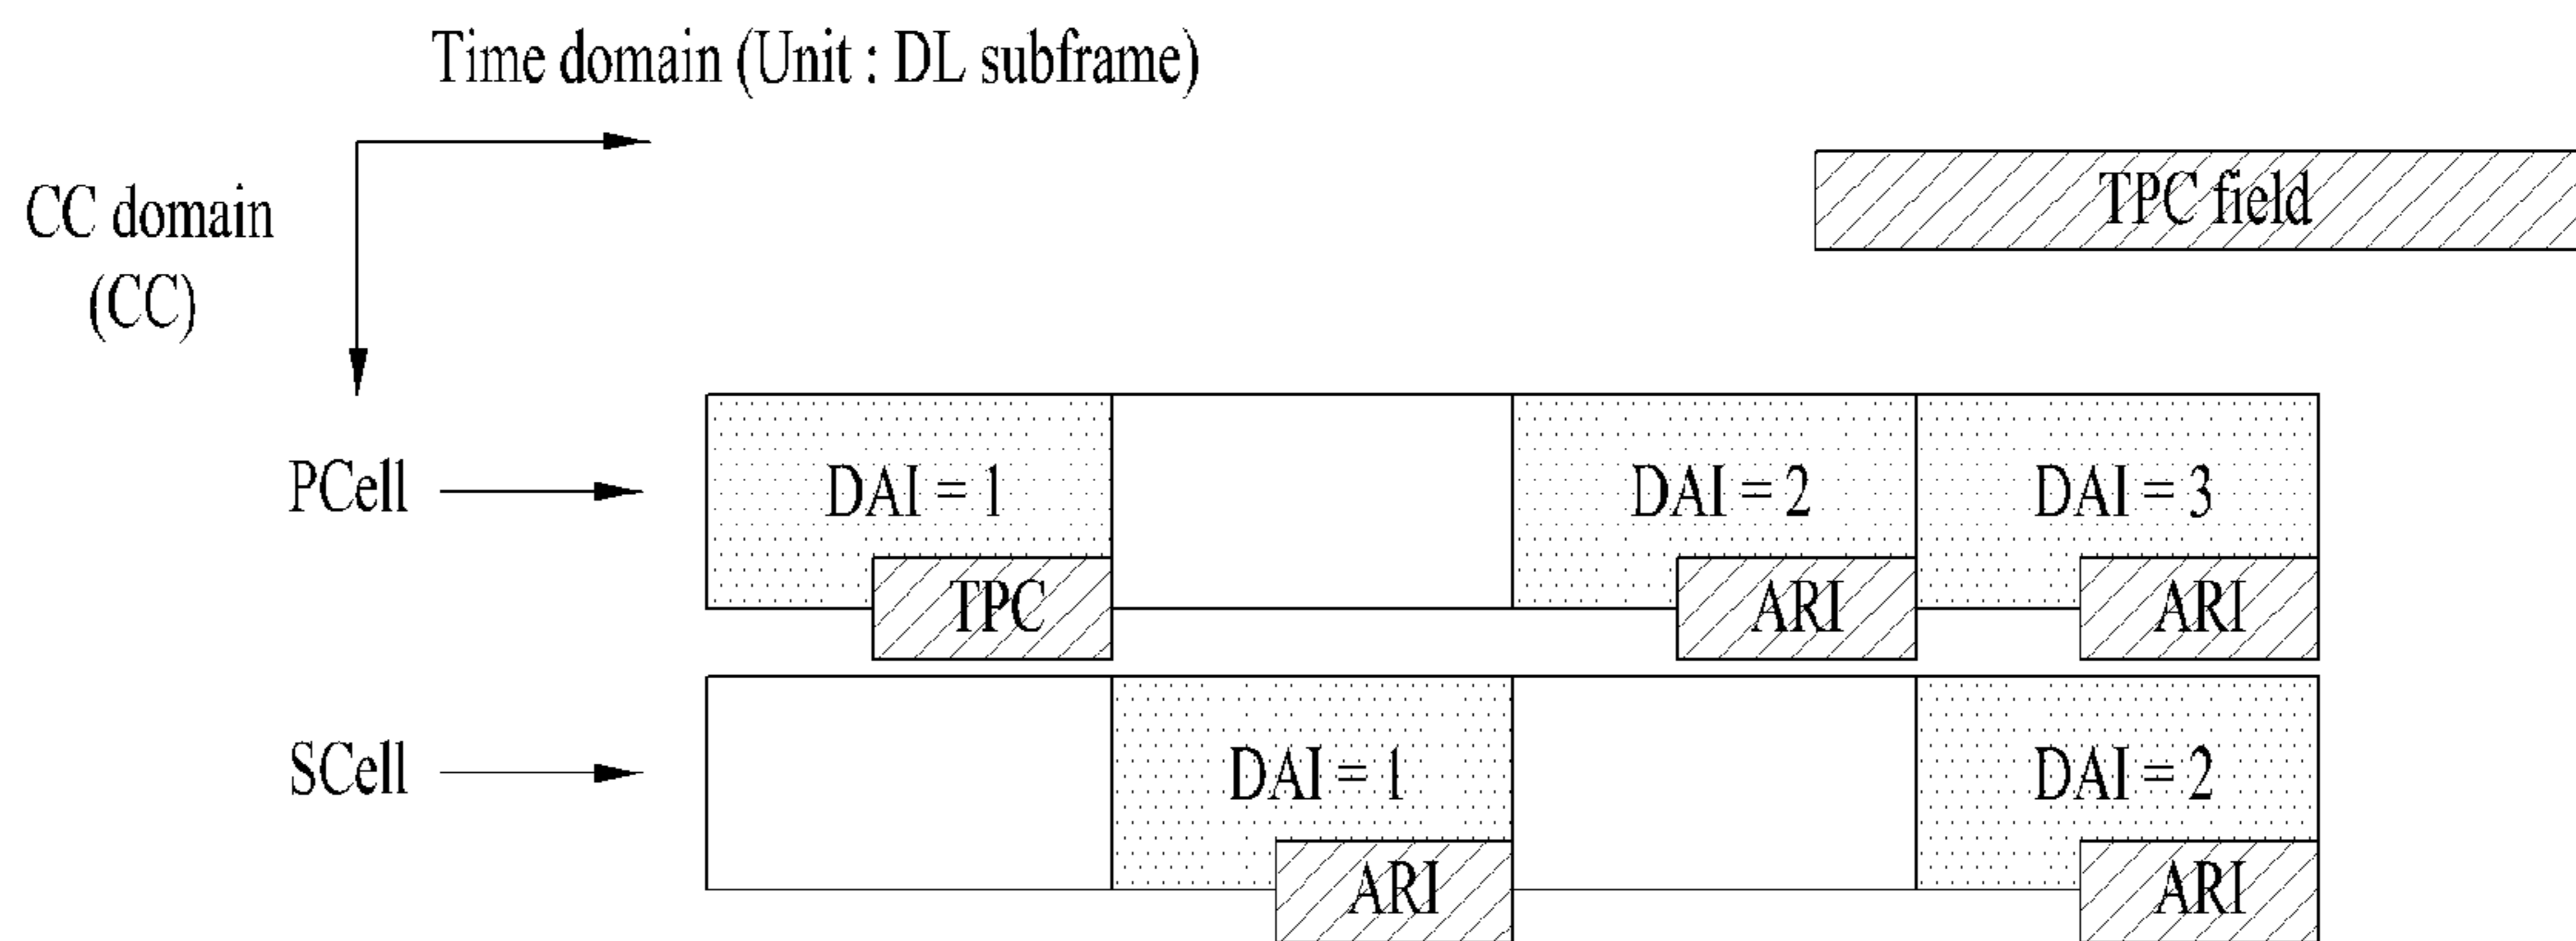 Time domain (Unit : DL subframe)
CC domain
(CC)
TPC field
PCell
DAI = 1
DAI = 2
DAI = 3
TPC
ARI
ARI
SCell
DAI = 1
DAI = 2
ARI
ARI